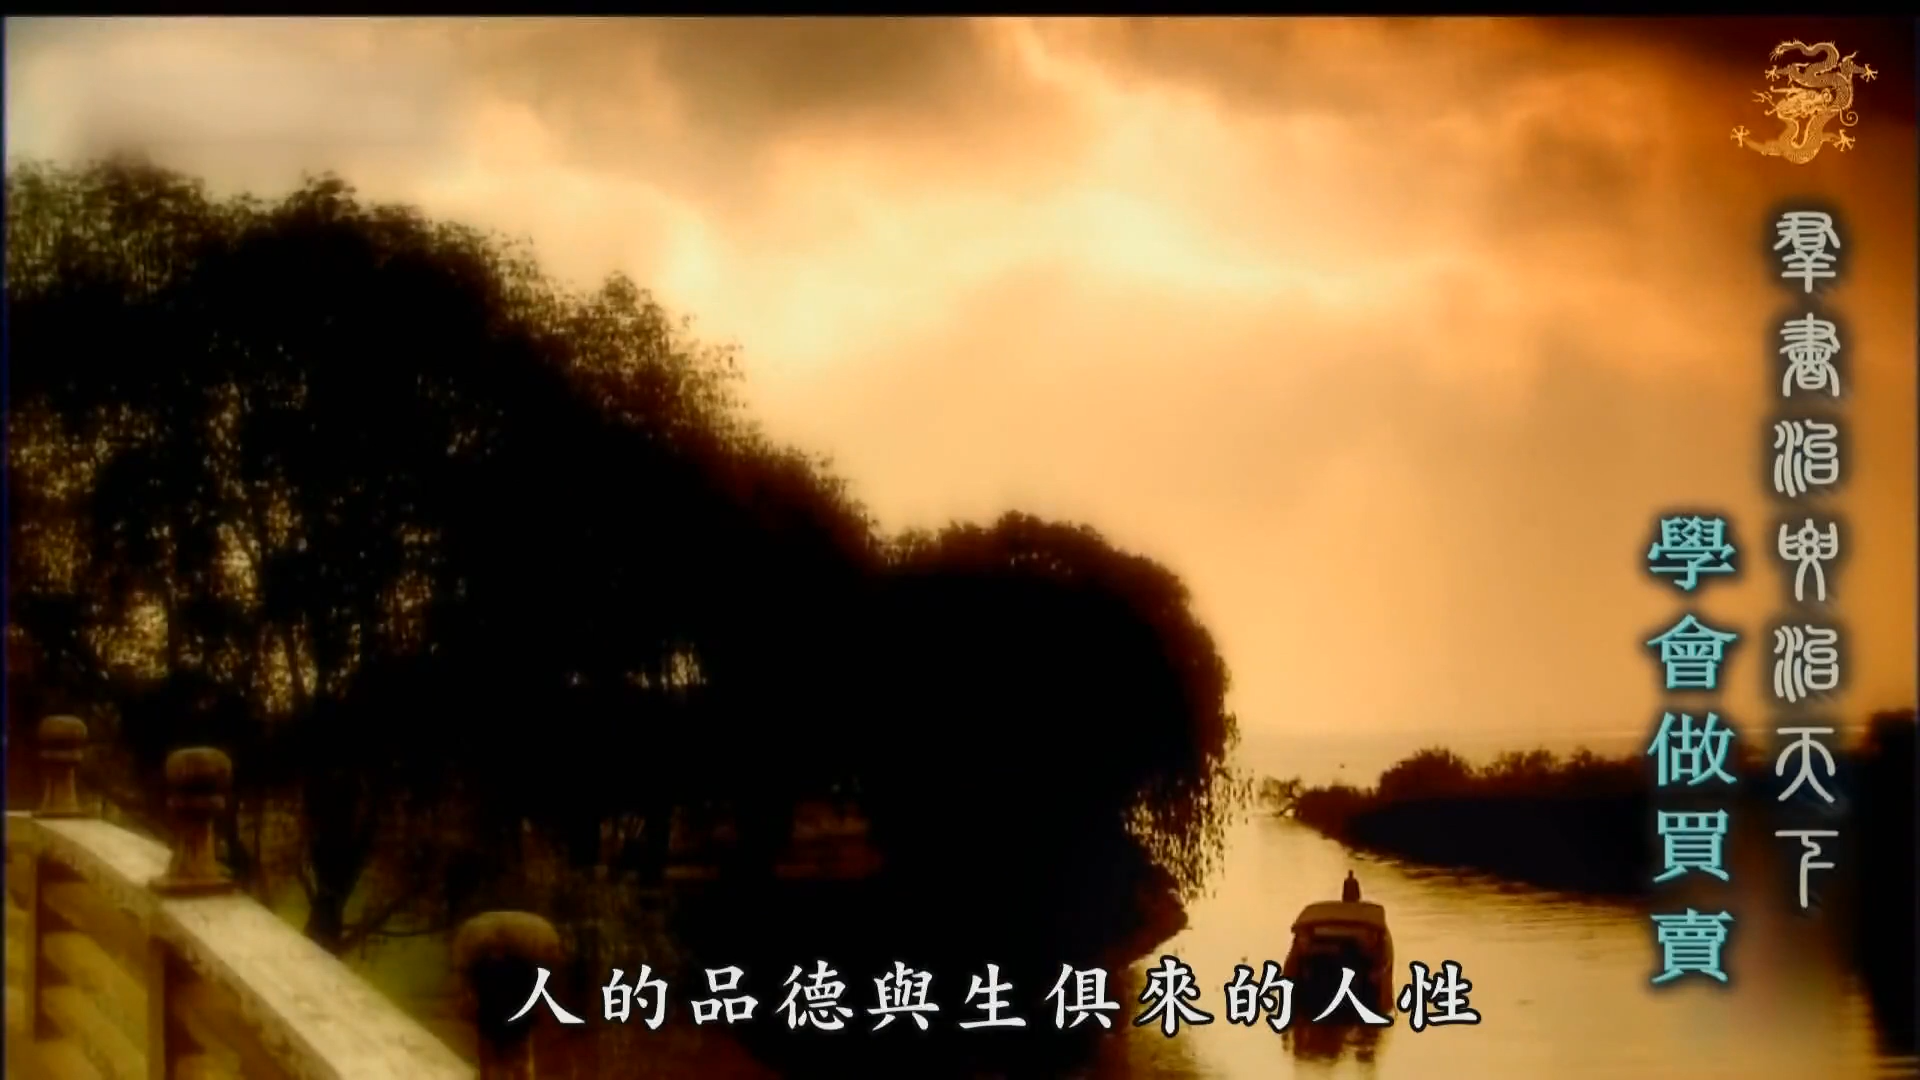 羣書治要治天下
學會做買賣
人的品德與生俱來的人性